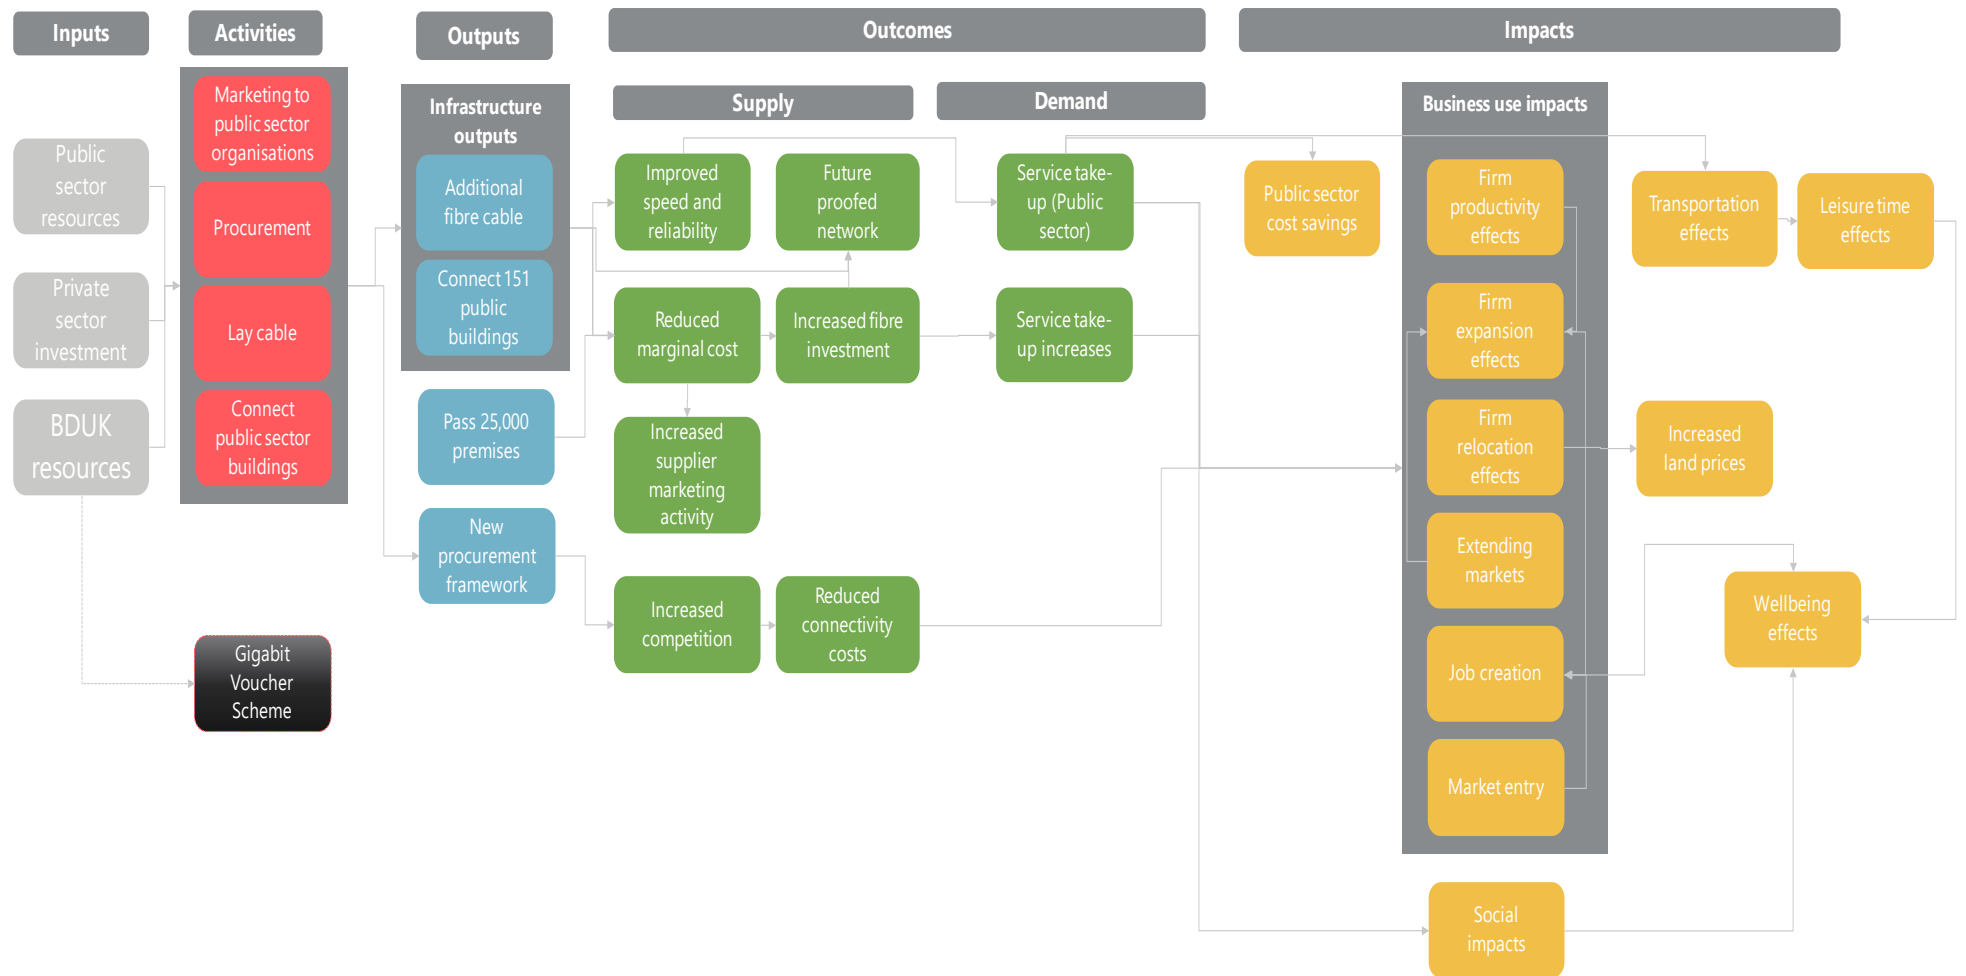 Inputs
Activities
Outputs
Outcomes
Impacts
Supply
Demand
Public
sector
resources
Private
sector
investment
BDUK
resources
Marketing to
public sector
organisations
Procurement
Lay cable
Connect
public sector
buildings
Gigabit
Voucher
Scheme
Infrastructure
outputs
Additional
fibre cable
Connect 151
public
buildings
Pass 25,000
premises
New
procurement
framework
Improved
speed and
reliability
Future
proofed
network
Reduced
marginal cost
Increased fibre
investment
Increased
supplier
marketing
activity
Increased
competition
Reduced
connectivity
costs
Service take-
up (Public
sector)
Service take-
up increases
Public sector
cost savings
Business use impacts
Firm
productivity
effects
Firm
expansion
effects
Firm
relocation
effects
Extending
markets
Job creation
Market entry
Social
impacts
Transportation
effects
Leisure time
effects
Increased
land prices
Wellbeing
effects